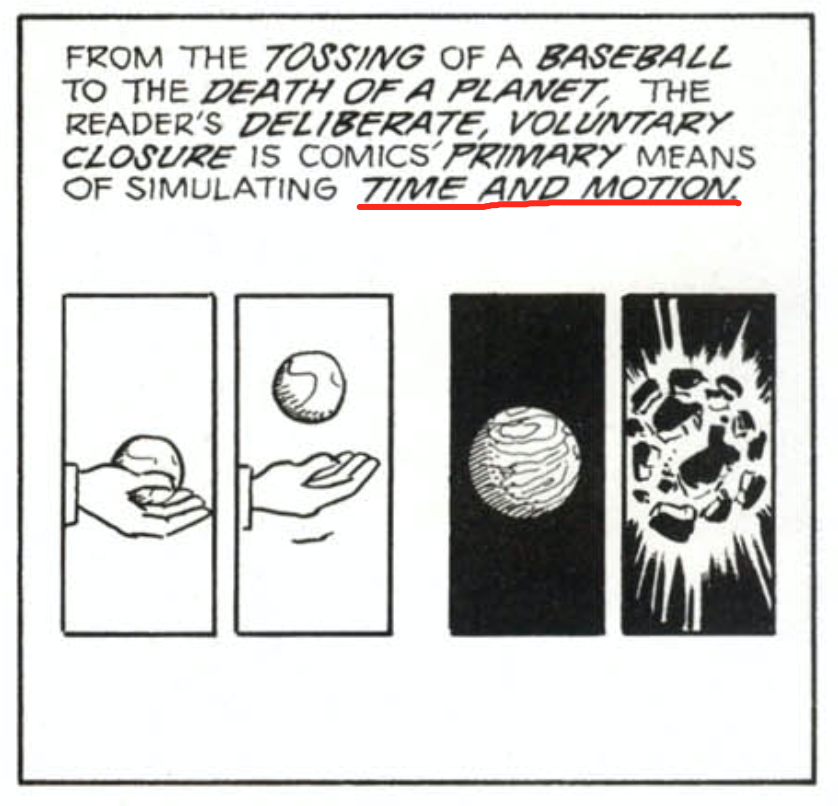 FROM THE TOSSING OF A BASEBALL
TO THE DEATH OF A PLANET, THE
READER'S DELIBERATE, VOLUNTARY
CLOSURE IS COMICS' PRIMARY MEANS
OF SIMULATING TIME AND MOTION.